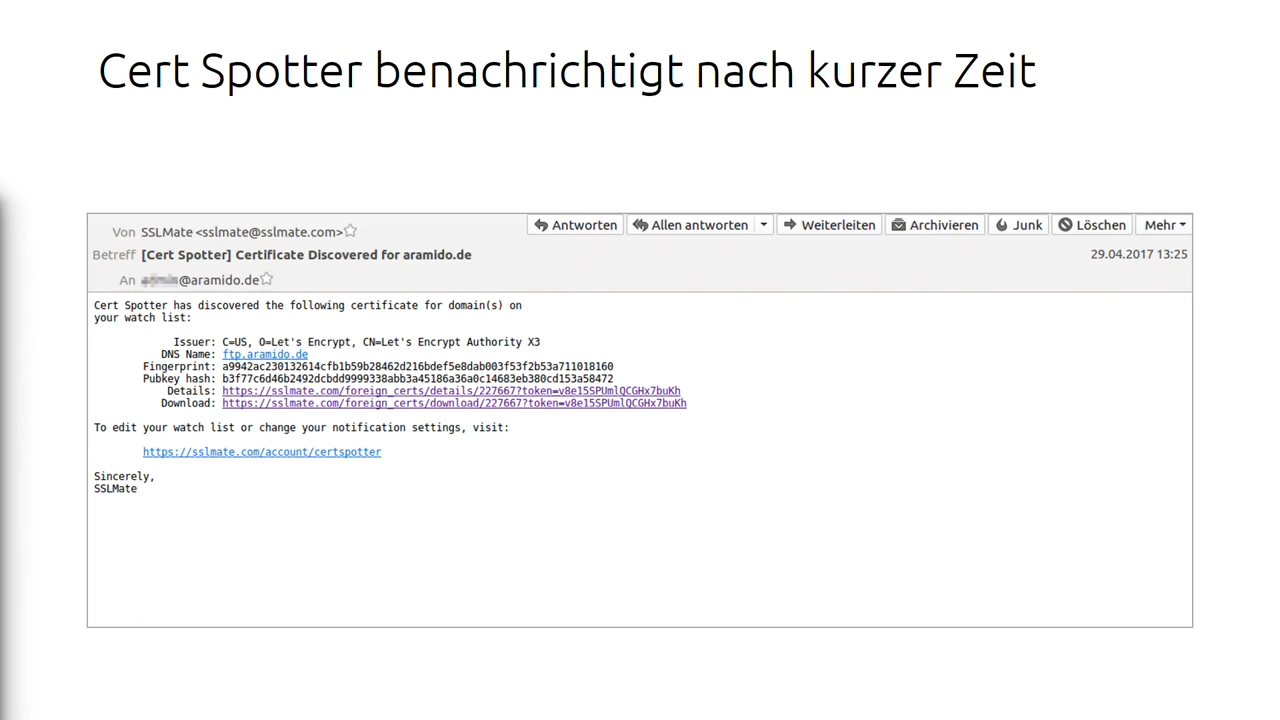 Cert Spotter benachrichtigt nach kurzer Zeit
Von SSLMate <sslmate@sslmate.com> Antworten Allen antworten Weiterleiten Archivieren Junk Löschen Mehr
Betreff [Cert Spotter] Certificate Discovered for aramido.de 29.04.2017 13:25
An @aramido.de
Cert Spotter has discovered the following certificate for domain(s) on
your watch list:
Issuer: C=US, O=Let's Encrypt, CN=Let's Encrypt Authority X3
DNS Name: ftp.aramido.de
Fingerprint: a9942ac230132614cfb1b59b28462d216bdef5e8dab003f53f2b53a711018160
Pubkey hash: b3f77c6d46b2492dcbdd9999338abb3a45186a36a0c14683eb380cd153a58472
Details: https://sslmate.com/foreign_certs/details/227667?token=v8e15SPUmlQCGHx7buKh
Download: https://sslmate.com/foreign_certs/download/227667?token=v8e15SPUmlQCGHx7buKh
To edit your watch list or change your notification settings, visit:
https://sslmate.com/account/certspotter
Sincerely,
SSLMate